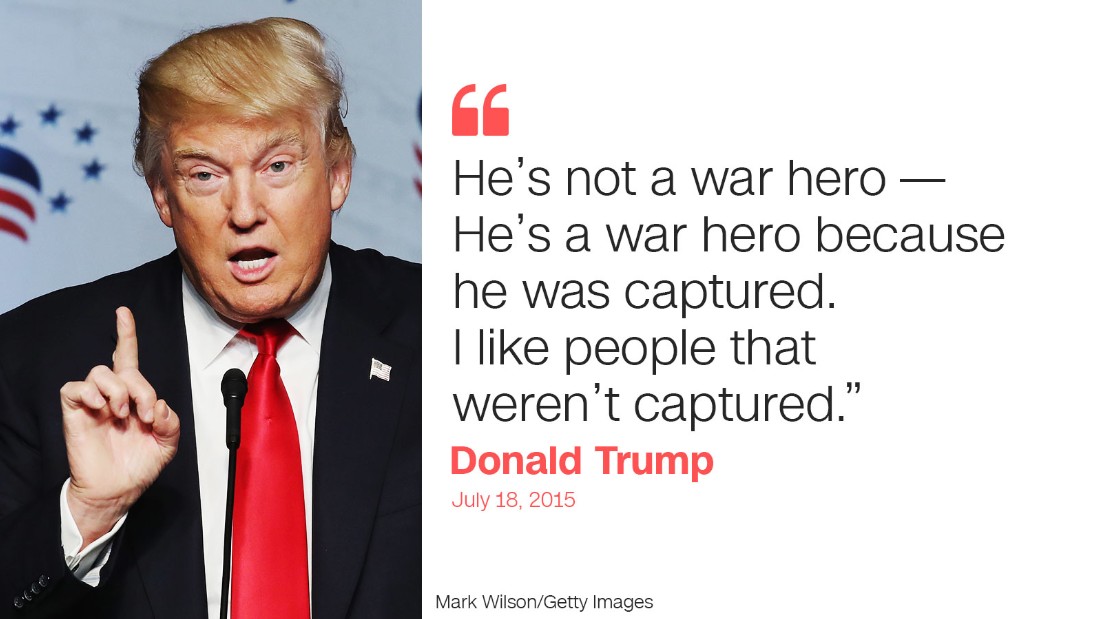 “
He’s not a war hero —
He’s a war hero because
he was captured.
I like people that
weren’t captured.”
Donald Trump
July 18, 2015
Mark Wilson/Getty Images